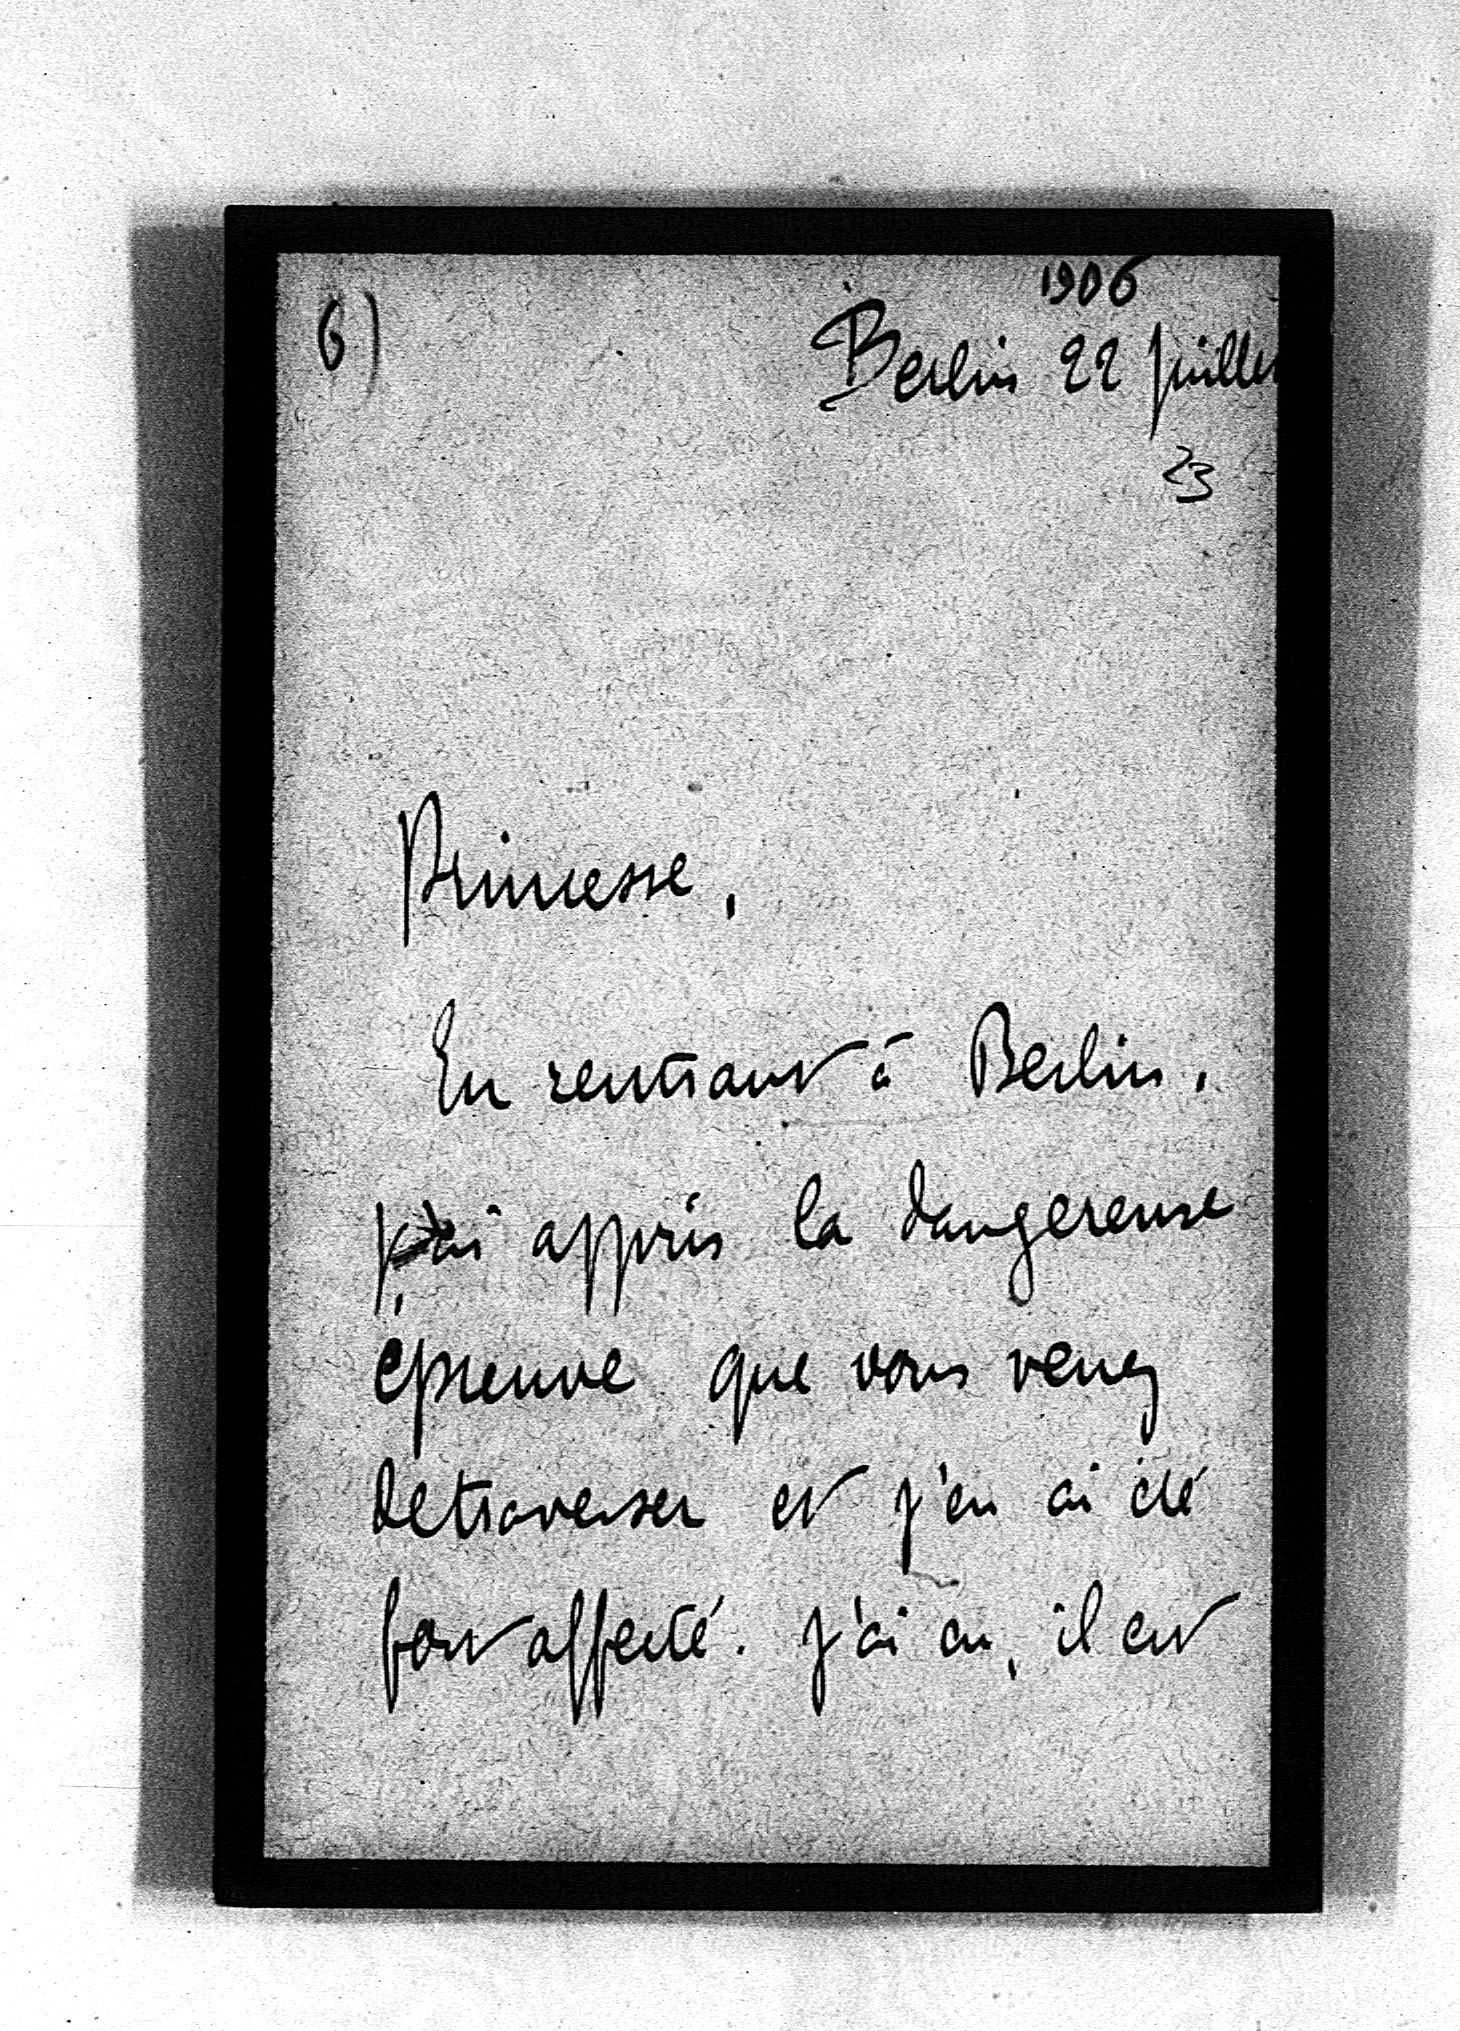 6)
1906
Berlin 22 juillet
23
Princesse,
En rentrant à Berlin,
j'ai appris la dangereuse
épreuve que vous venez
de traverser et j'en ai été
fort affecté. J'ai eu, il est